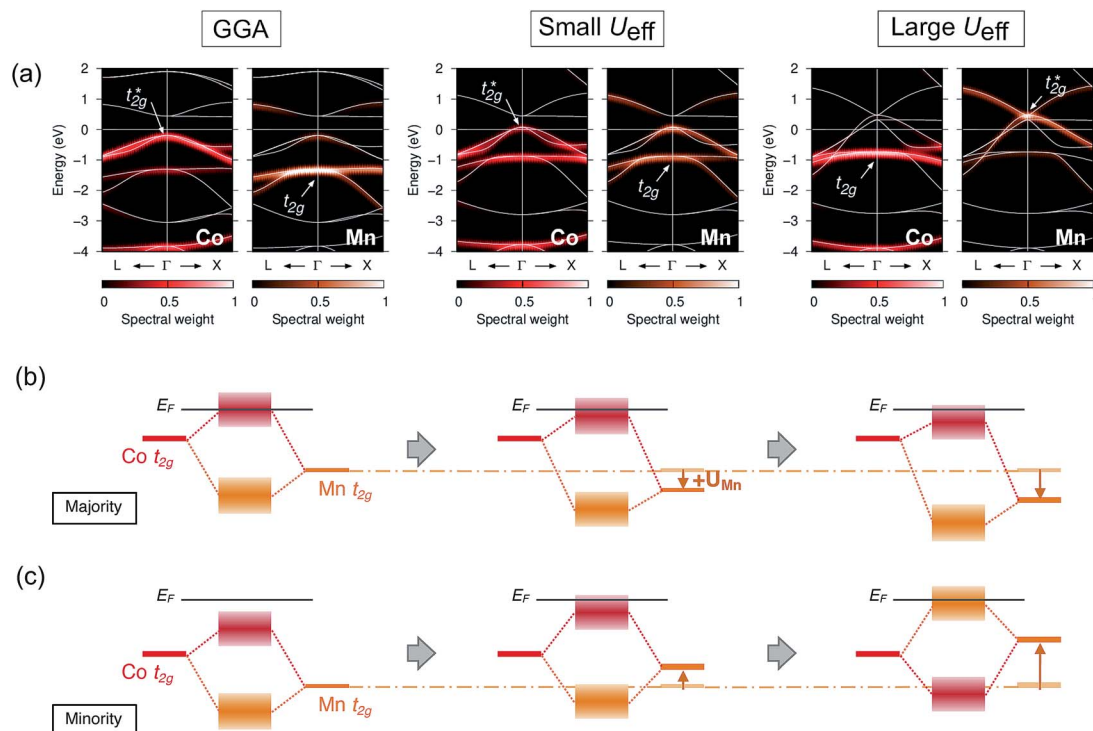 GGA
Small U_eff
Large U_eff
(a)
Energy (eV)
2
1
0
−1
−2
−3
−4
t*2g
Co
L ← Γ → X
0 0.5 1
Spectral weight
t2g
Mn
L ← Γ → X
0.5 1
Spectral weight
Energy (eV)
2
1
0
−1
−2
−3
−4
t*2g
Co
L ← Γ → X
0 0.5 1
Spectral weight
t2g
Mn
L ← Γ → X
0 0.5 1
Spectral weight
Energy (eV)
2
1
0
−1
−2
−3
−4
t2g
Co
L ← Γ → X
0 0.5 1
Spectral weight
t*2g
Mn
L ← Γ → X
0 0.5 1
Spectral weight
(b)
EF
EF
EF
Co t2g
Mn t2g
+UMn
Majority
(c)
EF
EF
EF
Co t2g
Mn t2g
Minority